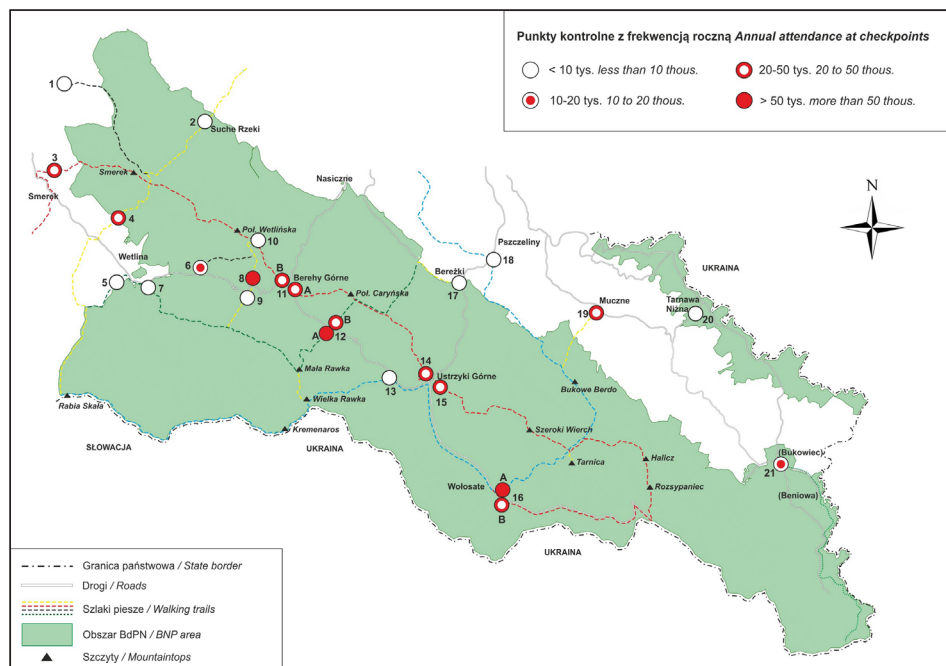 Punkty kontrolne z frekwencją roczną Annual attendance at checkpoints
< 10 tys. less than 10 thous.
20-50 tys. 20 to 50 thous.
10-20 tys. 10 to 20 thous.
> 50 tys. more than 50 thous.
1
2
Suche Rzeki
3
Smerek
Nasiczne
N
Smerek
4
Poł. Wetlińska
10
Pszczeliny
18
UKRAINA
Wetlina
6
8
B
Berehy Górne
Bereżki
5
7
9
11
A
Poł. Caryńska
17
Muczne
Tarnawa
Niżna
19
20
B
A
12
14
Mała Rawka
13
Ustrzyki Górne
15
Bukowe Berdo
Rabia Skała
Wielka Rawka
Kremenaros
SŁOWACJA
UKRAINA
Szeroki Wierch
Tarnica
Halicz
(Bukowiec)
21
Wołosate
A
16
B
Rozsypaniec
(Beniowa)
UKRAINA
Granica państwowa / State border
Drogi / Roads
Szlaki piesze / Walking trails
Obszar BdPN / BNP area
Szczyty / Mountaintops